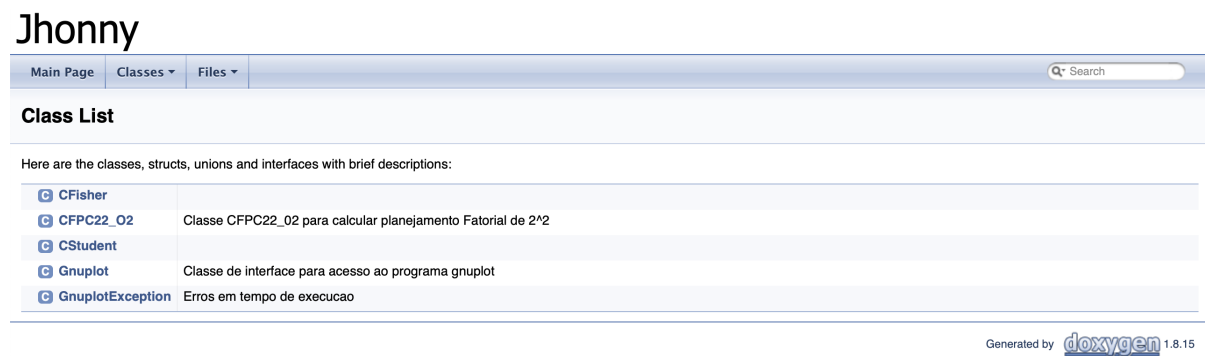 Jhonny
Main Page Classes Files Search
Class List
Here are the classes, structs, unions and interfaces with brief descriptions:
C CFisher
C CFPC22_O2 Classe CFPC22_02 para calcular planejamento Fatorial de 2^2
C CStudent
C Gnuplot Classe de interface para acesso ao programa gnuplot
C GnuplotException Erros em tempo de execucao
Generated by doxygen 1.8.15